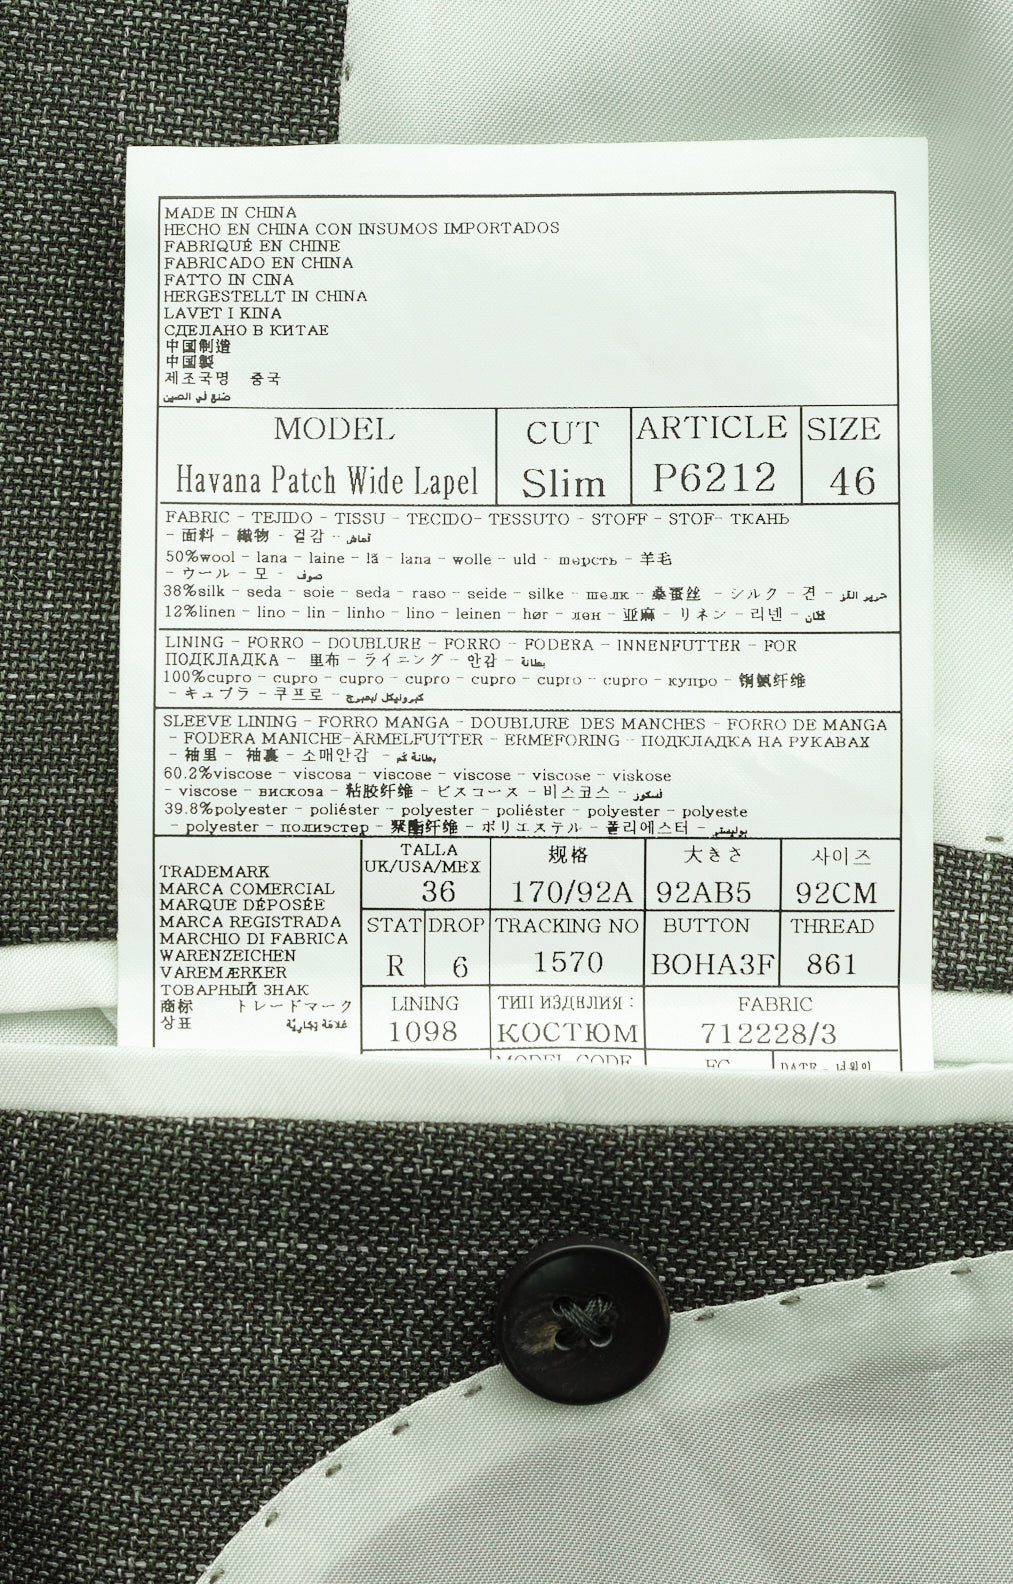 MADE IN CHINA
HECHO EN CHINA CON INSUMOS IMPORTADOS
FABRIQUÉ EN CHINE
FABRICADO EN CHINA
FATTO IN CINA
HERGESTELLT IN CHINA
LAVET I KINA
СДЕЛАНО В КИТАЕ
中国制造
中国製
제조국명 중국
صنع في الصين
MODEL CUT ARTICLE SIZE
Havana Patch Wide Lapel Slim P6212 46
FABRIC - TEJIDO - TISSU - TECIDO- TESSUTO - STOFF - STOF- ТКАНЬ
- 面料 - 織物 - 겉감 - قماش
50%wool - lana - laine - lã - lana - wolle - uld - шерсть - 羊毛
- ウール - 모 - صوف
38%silk - seda - soie - seda - raso - seide - silke - шелк - 桑蚕丝 - シルク - 견 - حرير القز
12%linen - lino - lin - linho - lino - leinen - hør - лен - 亚麻 - リネン - 리넨 - كتان
LINING - FORRO - DOUBLURE - FORRO - FODERA - INNENFUTTER - FOR
ПОДКЛАДКА - 里布 - ライニング - 안감 - بطانة
100%cupro - cupro - cupro - cupro - cupro - cupro - cupro - купро - 铜氨纤维
- キュプラ - 쿠프로 -
SLEEVE LINING - FORRO MANGA - DOUBLURE DES MANCHES - FORRO DE MANGA
- FODERA MANICHE-ÄRMELFUTTER - ERMEFORING - ПОДКЛАДКА НА РУКАВАХ
- 袖里 - 袖裏 - 소매안감 - بطانة كم
60.2%viscose - viscosa - viscose - viscose - viscose - viskose
- viscose - вискоза - 粘胶纤维 - ビスコース - 비스코스 - فسكوز
39.8%polyester - poliéster - polyester - poliéster - polyester - polyeste
- polyester - полиэстер - 聚酯纤维 - ポリエステル - 폴리에스터 - بوليستر
TRADEMARK
MARCA COMERCIAL
MARQUE DÉPOSÉE
MARCA REGISTRADA
MARCHIO DI FABRICA
WARENZEICHEN
VAREMÆRKER
ТОВАРНЫЙ ЗНАК
商标 トレードマーク
상표 علامة تجارية
TALLA 规格 大きさ 사이즈
UK/USA/MEX
36 170/92A 92AB5 92CM
STAT DROP TRACKING NO BUTTON THREAD
R 6 1570 BOHA3F 861
LINING ТИП ИЗДЕЛИЯ : FABRIC
1098 КОСТЮМ 712228/3
MODEL CODE FC DATE - 년월이